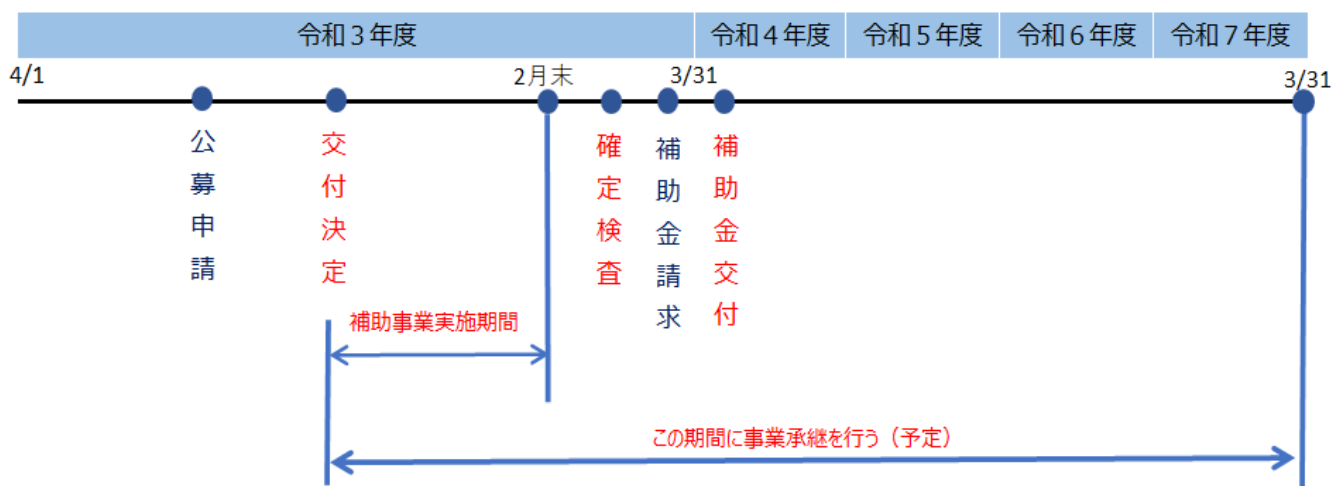 令和３年度
令和４年度
令和５年度
令和６年度
令和７年度
4/1
2月末
3/31
3/31
公募申請
交付決定
確定検査
補助金請求
補助金交付
補助事業実施期間
この期間に事業承継を行う（予定）